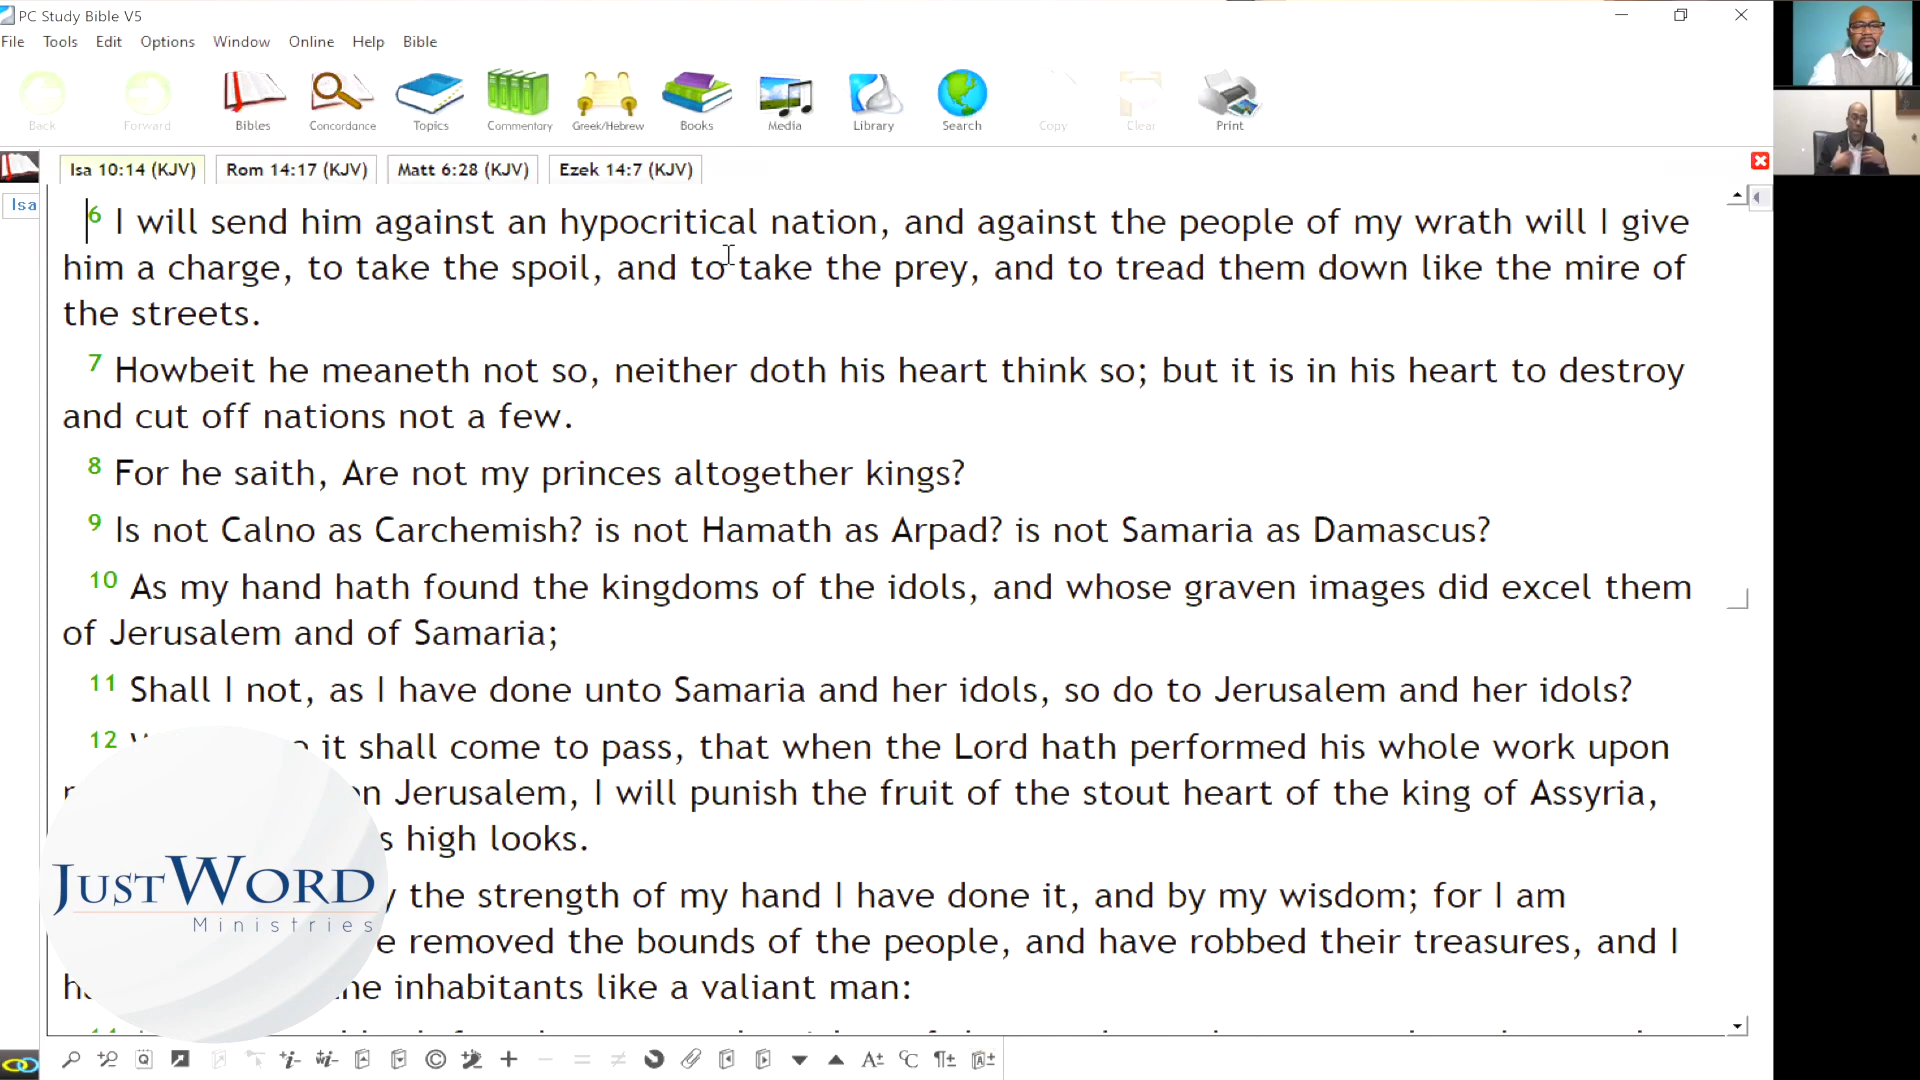 PC Study Bible V5
File Tools Edit Options Window Online Help Bible
Back Forward Bibles Concordance Topics Commentary Greek/Hebrew Books Media Library Search Copy Clear Print
Isa 10:14 (KJV) Rom 14:17 (KJV) Matt 6:28 (KJV) Ezek 14:7 (KJV)
Isa
6 I will send him against an hypocritical nation, and against the people of my wrath will I give
him a charge, to take the spoil, and to take the prey, and to tread them down like the mire of
the streets.
7 Howbeit he meaneth not so, neither doth his heart think so; but it is in his heart to destroy
and cut off nations not a few.
8 For he saith, Are not my princes altogether kings?
9 Is not Calno as Carchemish? is not Hamath as Arpad? is not Samaria as Damascus?
10 As my hand hath found the kingdoms of the idols, and whose graven images did excel them
of Jerusalem and of Samaria;
11 Shall I not, as I have done unto Samaria and her idols, so do to Jerusalem and her idols?
12 it shall come to pass, that when the Lord hath performed his whole work upon
Jerusalem, I will punish the fruit of the stout heart of the king of Assyria,
high looks.
the strength of my hand I have done it, and by my wisdom; for I am
removed the bounds of the people, and have robbed their treasures, and I
inhabitants like a valiant man:
JUSTWORD
Ministries